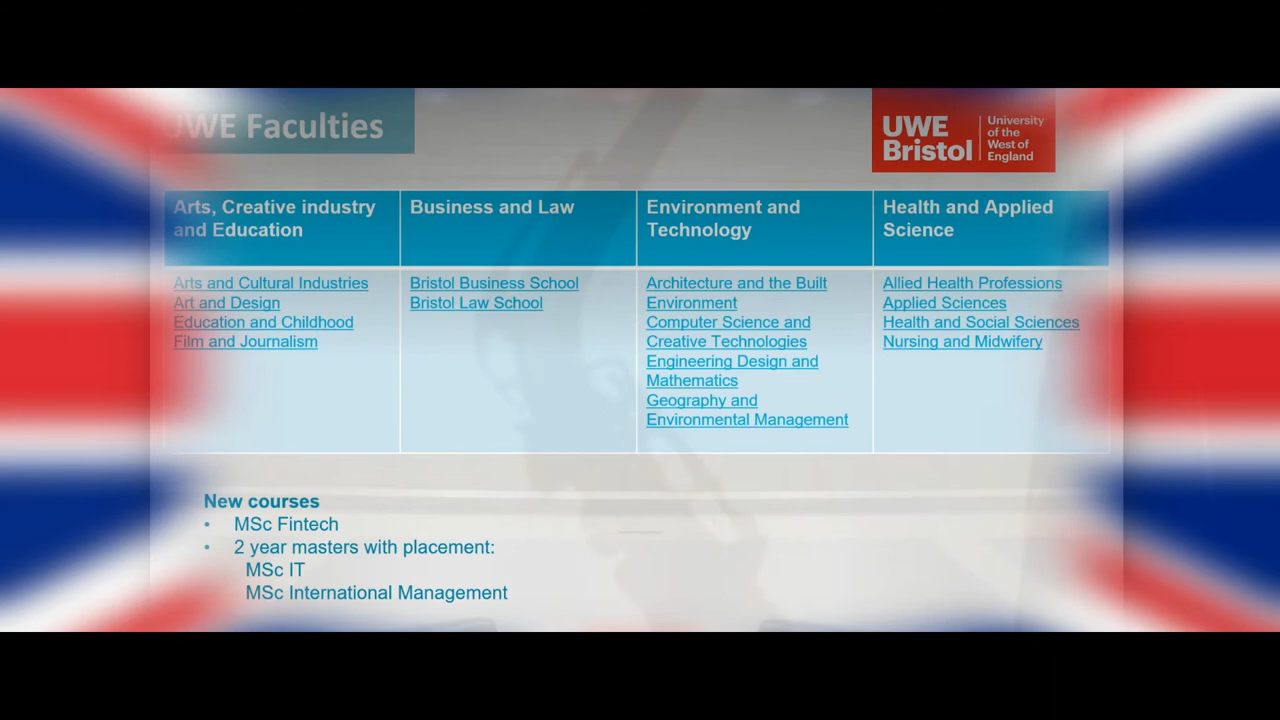 UWE Faculties
UWE
Bristol
University
of the
West of
England
Arts, Creative industry
and Education
Business and Law
Environment and
Technology
Health and Applied
Science
Arts and Cultural Industries
Art and Design
Education and Childhood
Film and Journalism
Bristol Business School
Bristol Law School
Architecture and the Built
Environment
Computer Science and
Creative Technologies
Engineering Design and
Mathematics
Geography and
Environmental Management
Allied Health Professions
Applied Sciences
Health and Social Sciences
Nursing and Midwifery
New courses
• MSc Fintech
• 2 year masters with placement:
MSc IT
MSc International Management